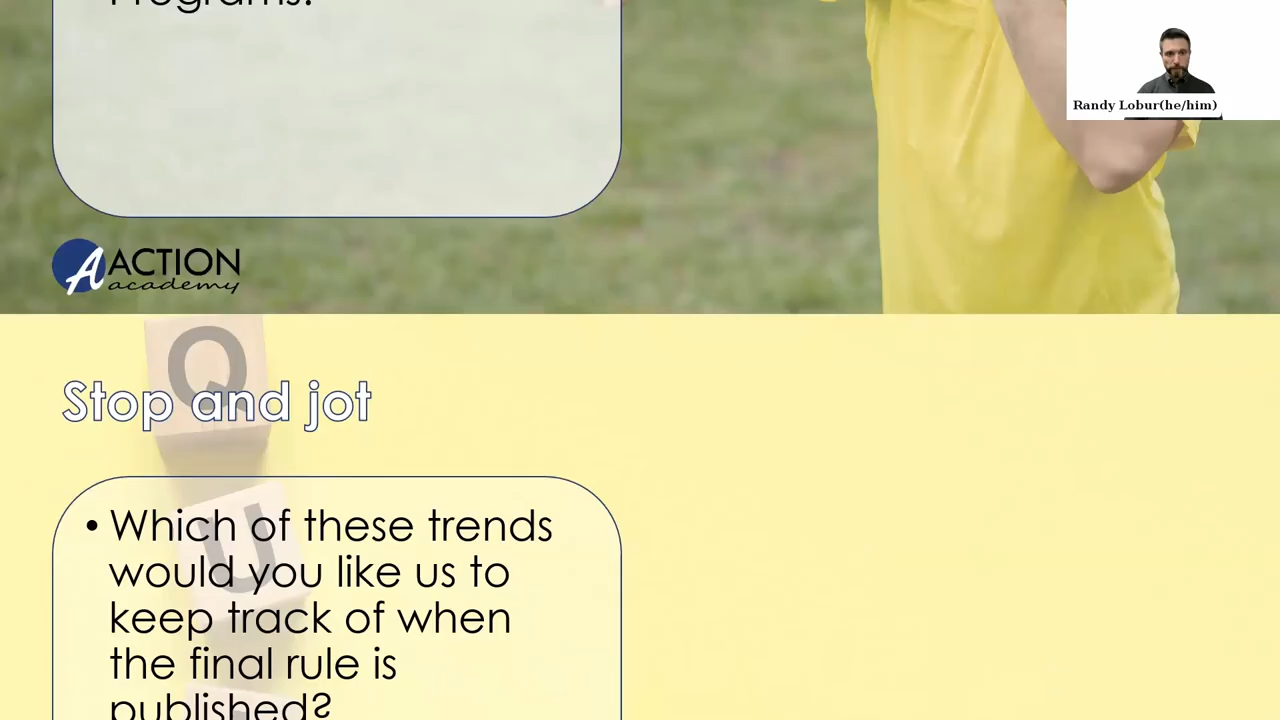 Programs?
Randy Lobur(he/him)
A ACTION
academy
Q
Stop and jot
U
• Which of these trends
would you like us to
keep track of when
the final rule is
published?